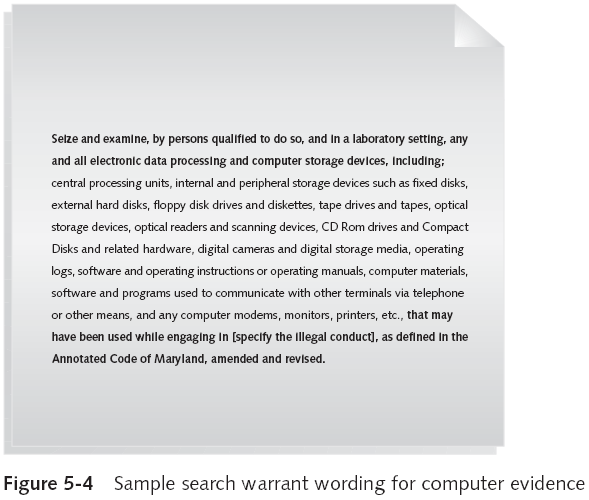 Seize and examine, by persons qualified to do so, and in a laboratory setting, any
and all electronic data processing and computer storage devices, including;
central processing units, internal and peripheral storage devices such as fixed disks,
external hard disks, floppy disk drives and diskettes, tape drives and tapes, optical
storage devices, optical readers and scanning devices, CD Rom drives and Compact
Disks and related hardware, digital cameras and digital storage media, operating
logs, software and operating instructions or operating manuals, computer materials,
software and programs used to communicate with other terminals via telephone
or other means, and any computer modems, monitors, printers, etc., that may
have been used while engaging in [specify the illegal conduct], as defined in the
Annotated Code of Maryland, amended and revised.
Figure 5-4 Sample search warrant wording for computer evidence